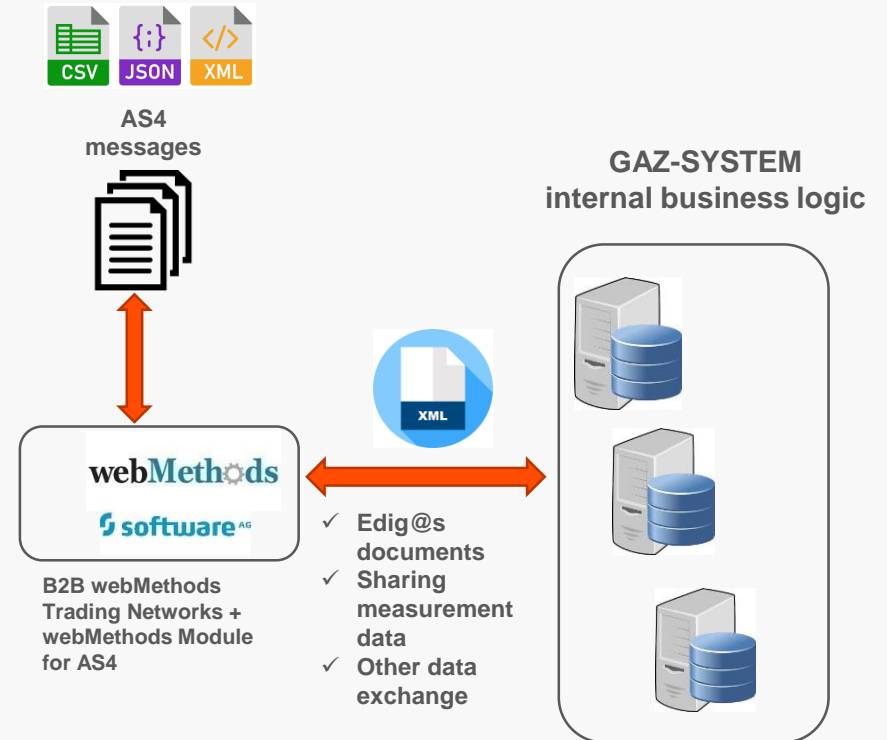 CSV JSON XML
AS4
messages
GAZ-SYSTEM
internal business logic
XML
webMethods
software AG
B2B webMethods
Trading Networks +
webMethods Module
for AS4
✓ Edig@s
documents
✓ Sharing
measurement
data
✓ Other data
exchange